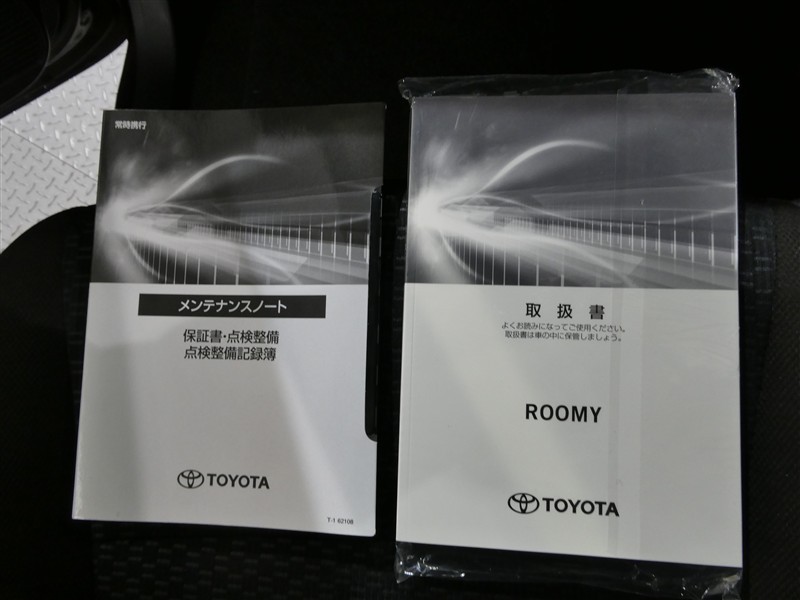 常時携行
メンテナンスノート
保証書・点検整備
点検整備記録簿
TOYOTA
T-1 62108
取扱書
よくお読みになってご使用ください。
取扱書は車の中に保管しましょう。
ROOMY
TOYOTA